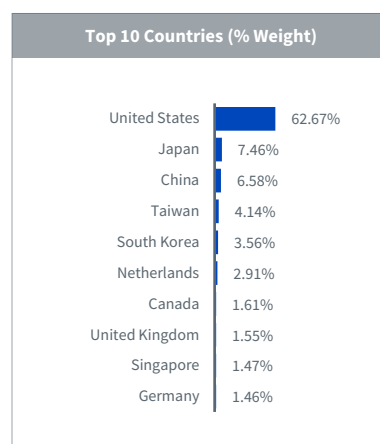 Top 10 Countries (% Weight)
United States 62.67%
Japan 7.46%
China 6.58%
Taiwan 4.14%
South Korea 3.56%
Netherlands 2.91%
Canada 1.61%
United Kingdom 1.55%
Singapore 1.47%
Germany 1.46%